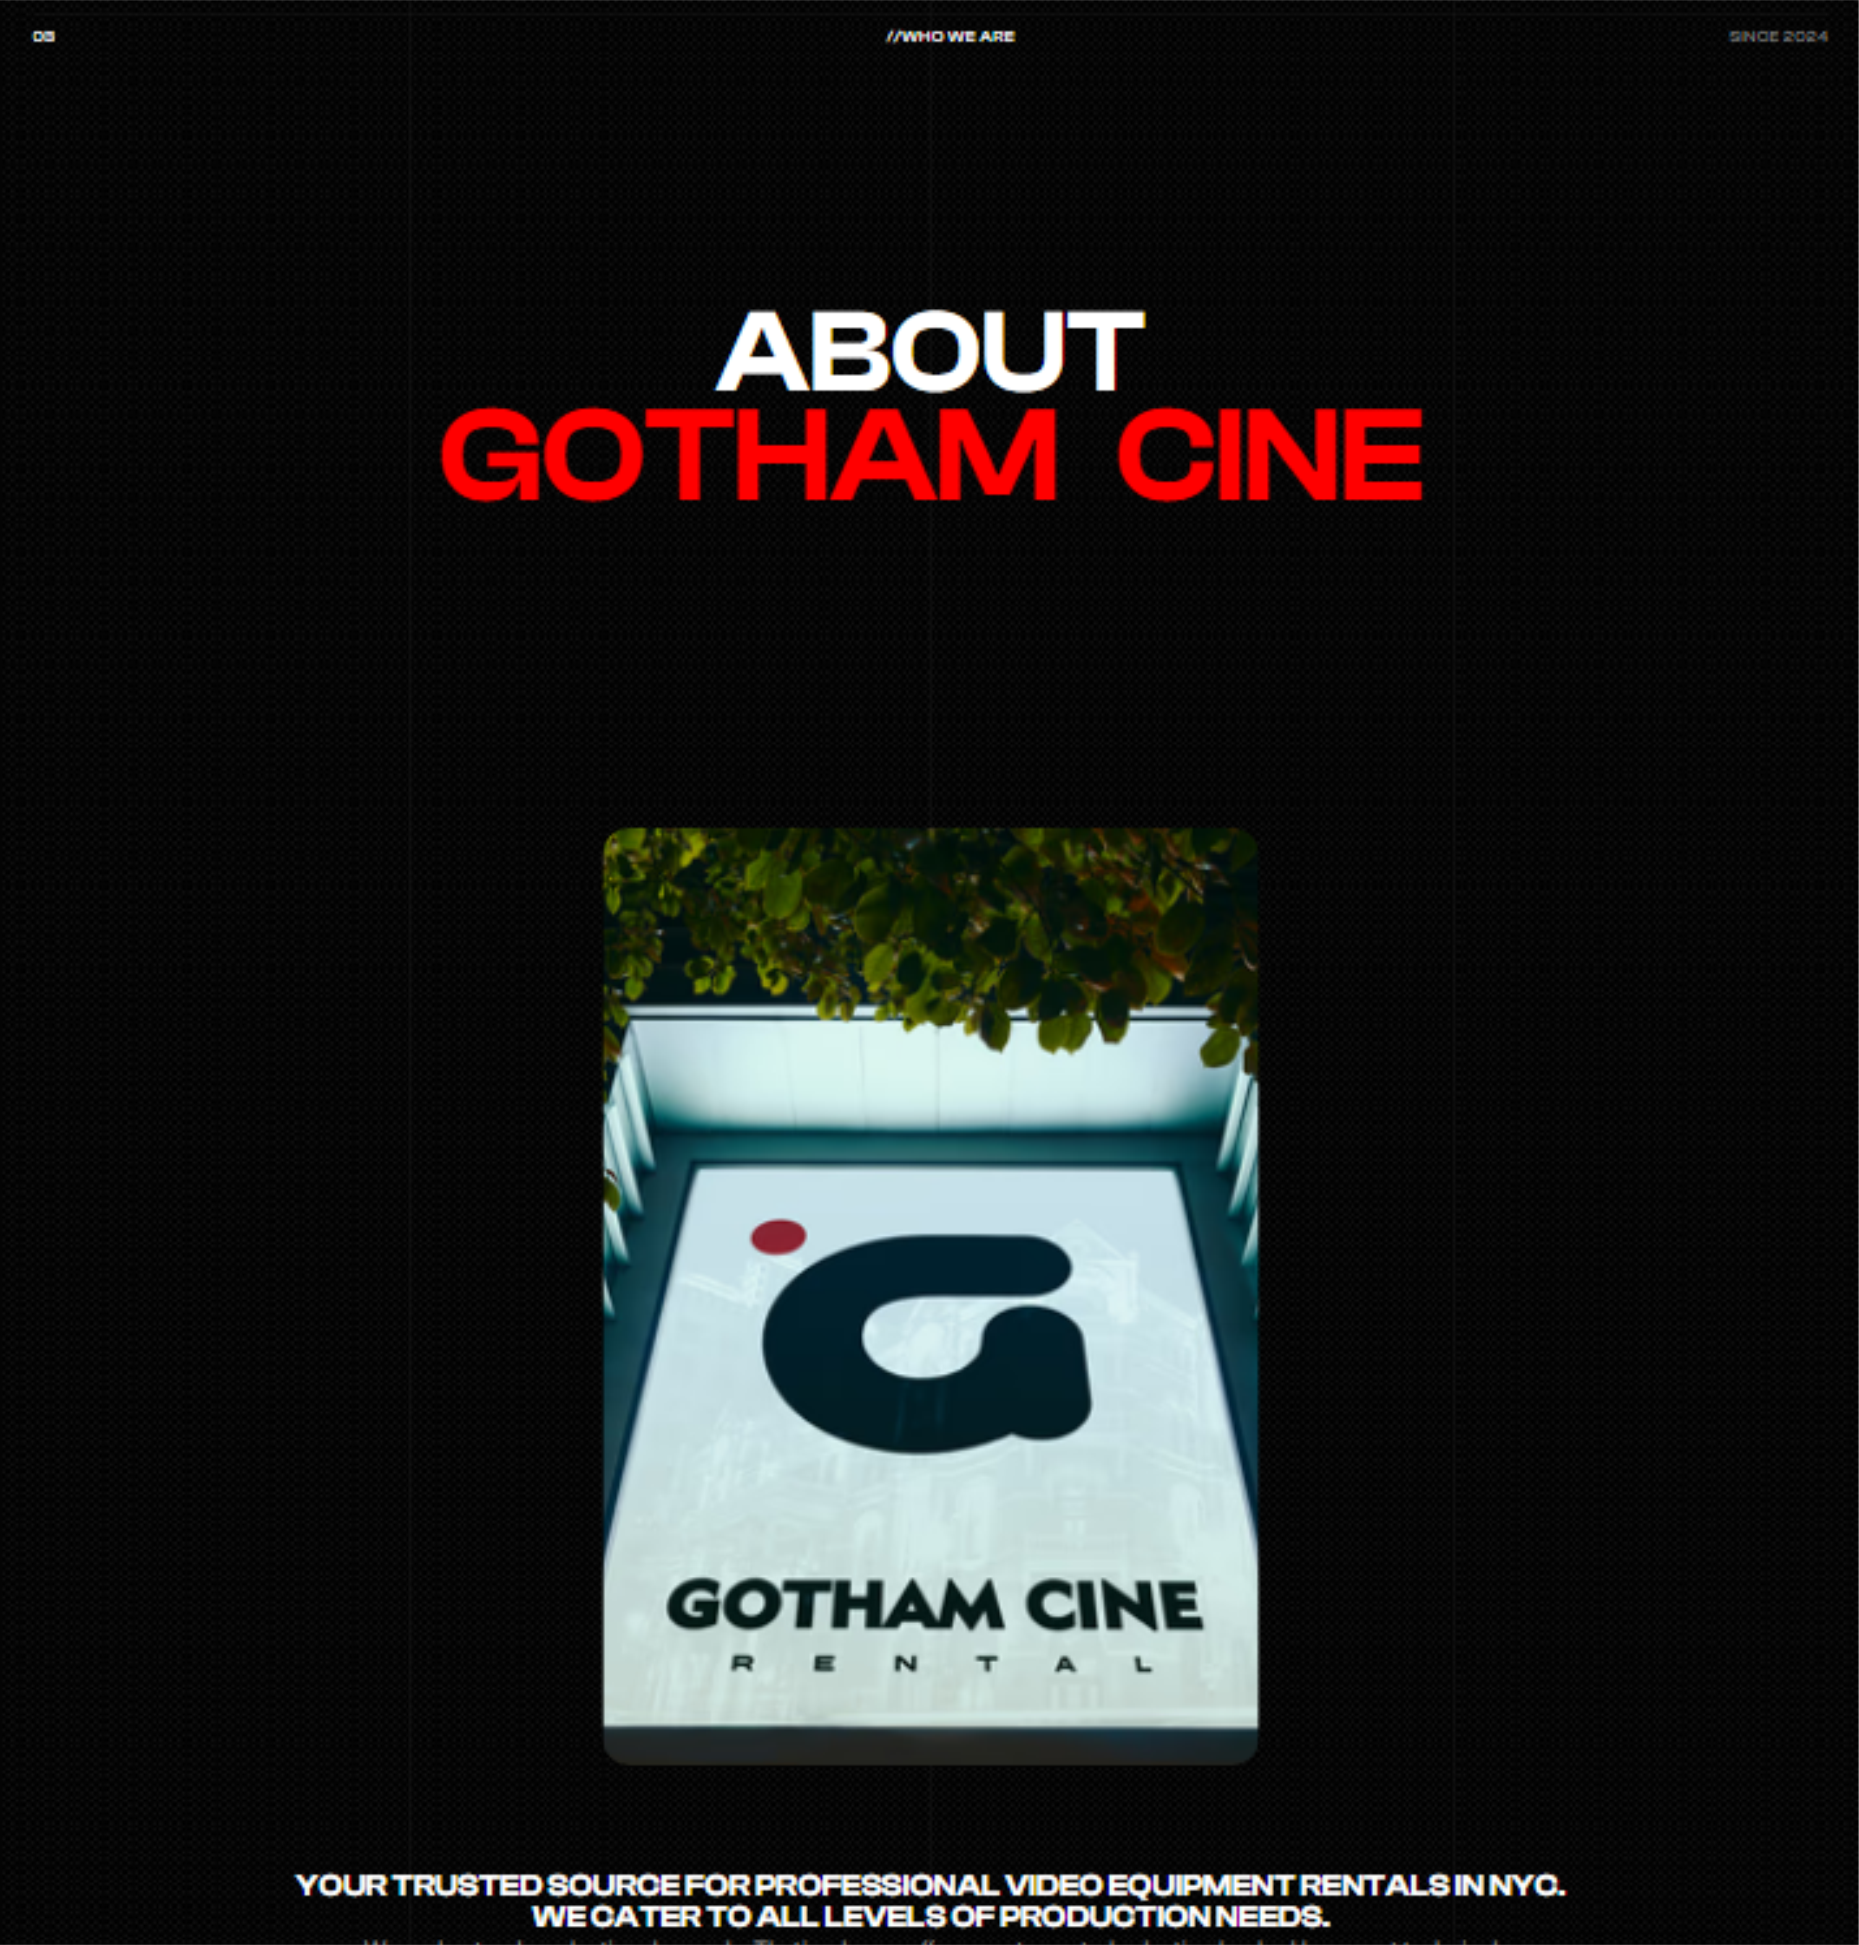 03
//WHO WE ARE
SINCE 2024
ABOUT
GOTHAM CINE
G
GOTHAM CINE
RENTAL
YOUR TRUSTED SOURCE FOR PROFESSIONAL VIDEO EQUIPMENT RENTALS IN NYC.
WE CATER TO ALL LEVELS OF PRODUCTION NEEDS.